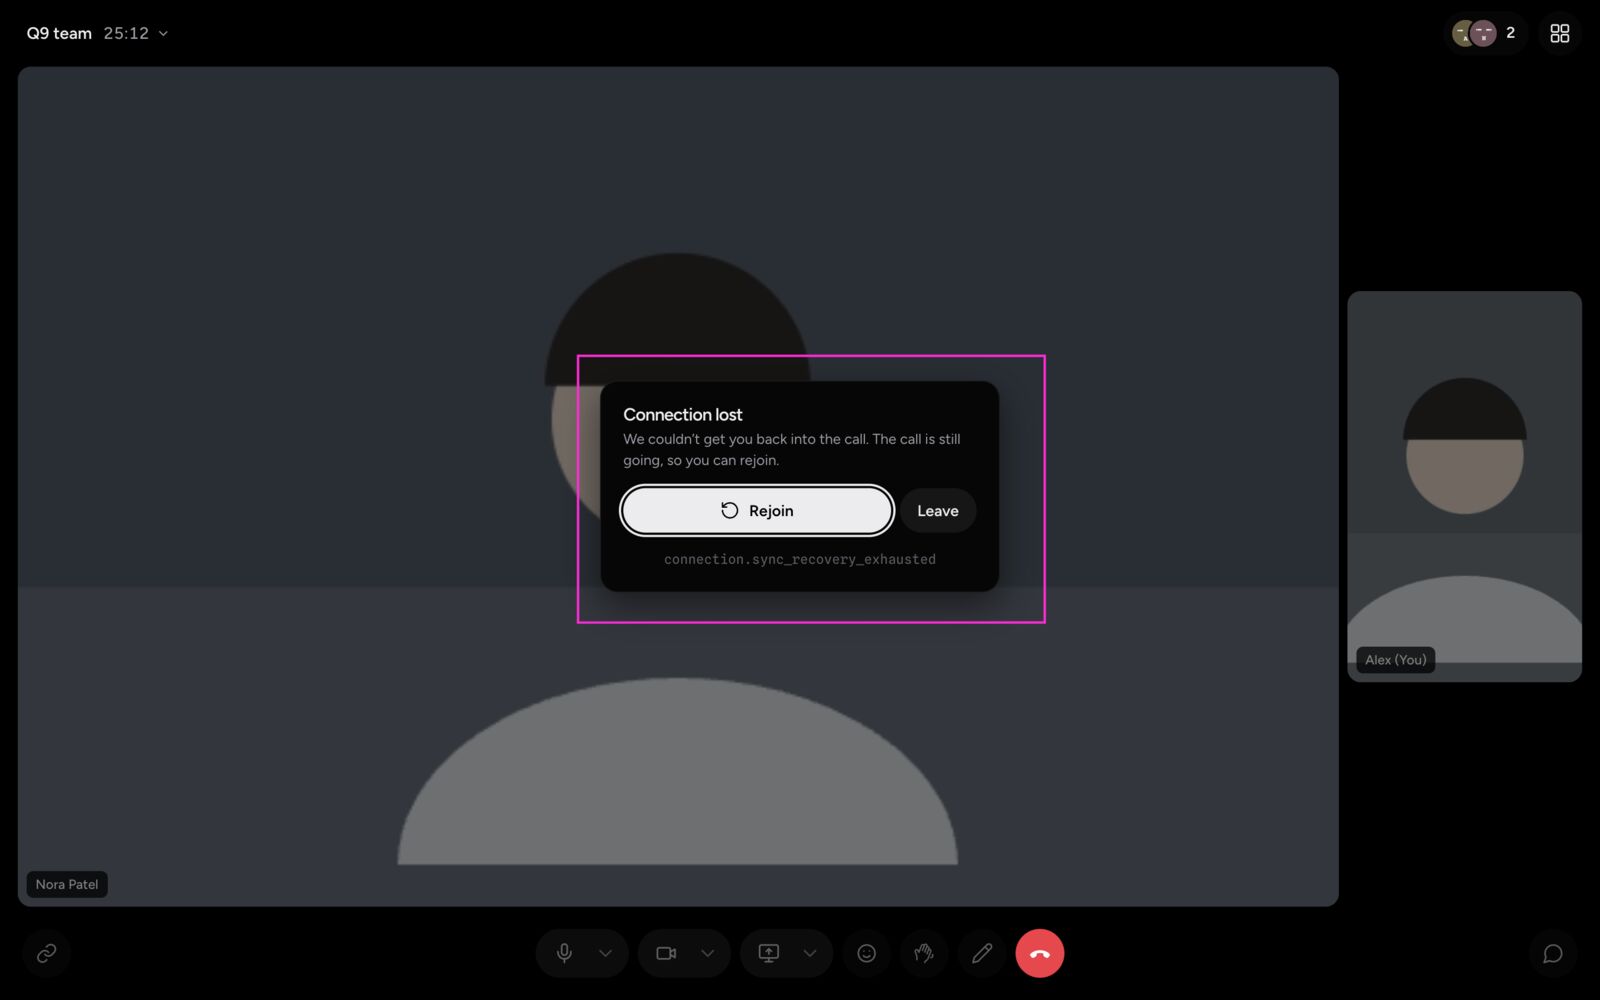 Q9 team 25:12
2
Connection lost
We couldn't get you back into the call. The call is still
going, so you can rejoin.
Rejoin
Leave
connection.sync_recovery_exhausted
Alex (You)
Nora Patel